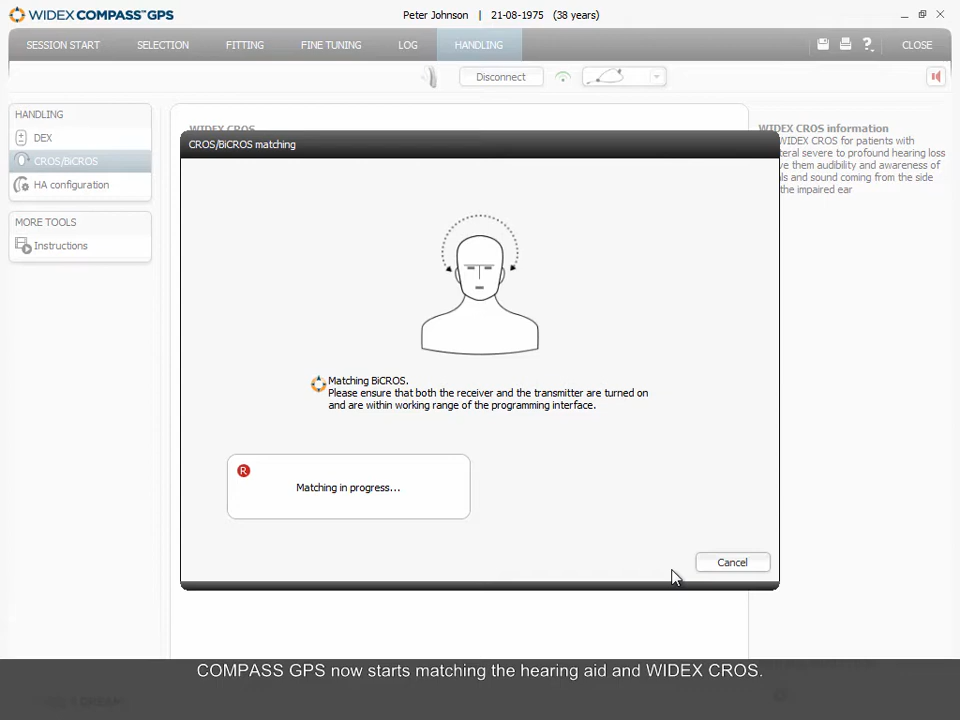 WIDEX COMPASS GPS
Peter Johnson | 21-08-1975 (38 years)
SESSION START SELECTION FITTING FINE TUNING LOG HANDLING ? CLOSE
Disconnect
HANDLING
DEX
CROS/BiCROS
HA configuration
MORE TOOLS
Instructions
WIDEX CROS
WIDEX CROS information
WIDEX CROS for patients with
severe to profound hearing loss
them audibility and awareness of
and sound coming from the side
the impaired ear
CROS/BiCROS matching
Matching BiCROS.
Please ensure that both the receiver and the transmitter are turned on
and are within working range of the programming interface.
R
Matching in progress...
Cancel
COMPASS GPS now starts matching the hearing aid and WIDEX CROS.